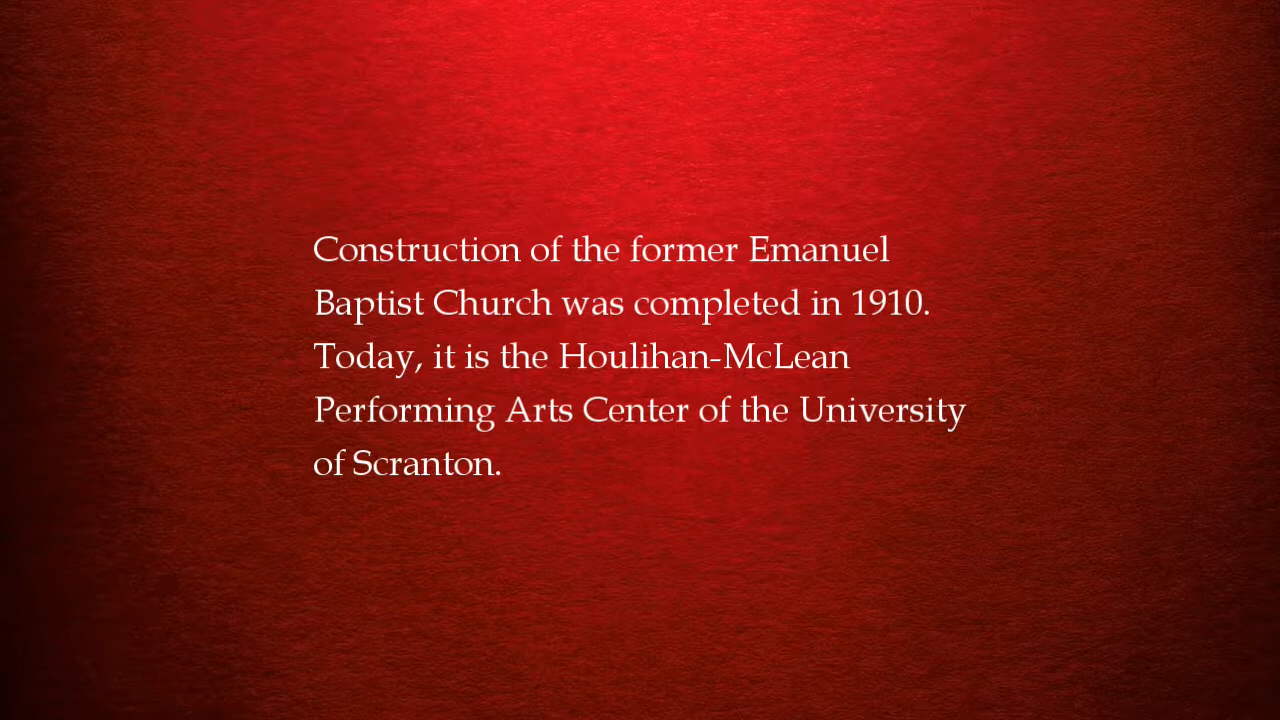 Construction of the former Emanuel
Baptist Church was completed in 1910.
Today, it is the Houlihan-McLean
Performing Arts Center of the University
of Scranton.